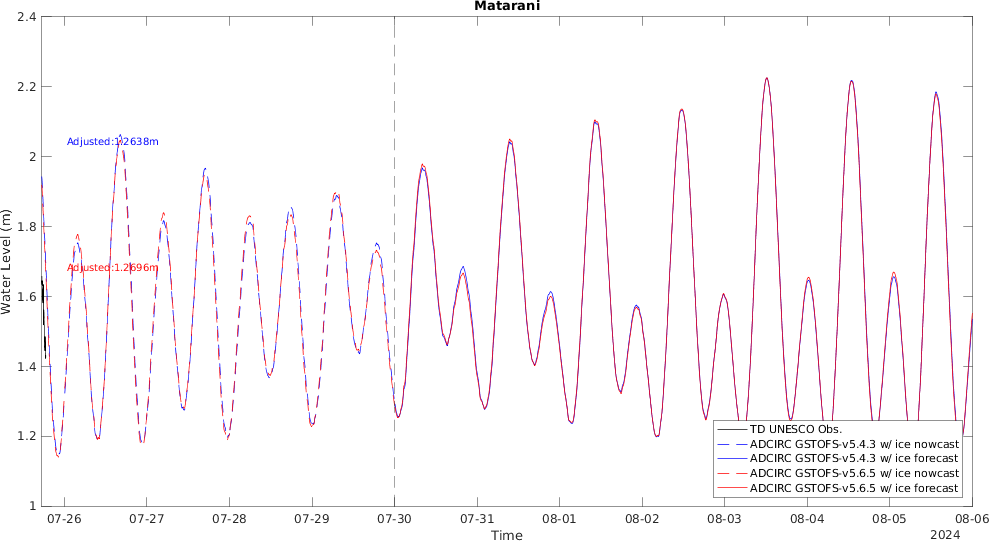 Matarani
2.4
2.2
2
1.8
1.6
1.4
1.2
1
Water Level (m)
Adjusted:1.2638m
Adjusted:1.2696m
TD UNESCO Obs.
ADCIRC GSTOFS-v5.4.3 w/ ice nowcast
ADCIRC GSTOFS-v5.4.3 w/ ice forecast
ADCIRC GSTOFS-v5.6.5 w/ ice nowcast
ADCIRC GSTOFS-v5.6.5 w/ ice forecast
07-26 07-27 07-28 07-29 07-30 07-31 08-01 08-02 08-03 08-04 08-05 08-06
Time
2024